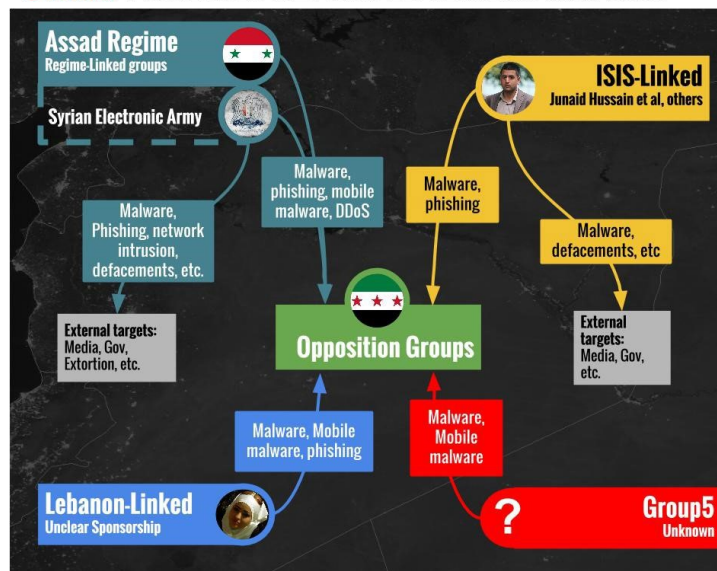 Assad Regime
Regime-Linked groups
Syrian Electronic Army
ISIS-Linked
Junaid Hussain et al, others
Malware,
phishing, mobile
malware, DDoS
Malware,
phishing
Malware,
Phishing, network
intrusion,
defacements, etc.
Malware,
defacements, etc
External targets:
Media, Gov,
Extortion, etc.
Opposition Groups
External
targets:
Media, Gov,
etc.
Malware, Mobile
malware, phishing
Malware,
Mobile
malware
Lebanon-Linked
Unclear Sponsorship
?
Group5
Unknown